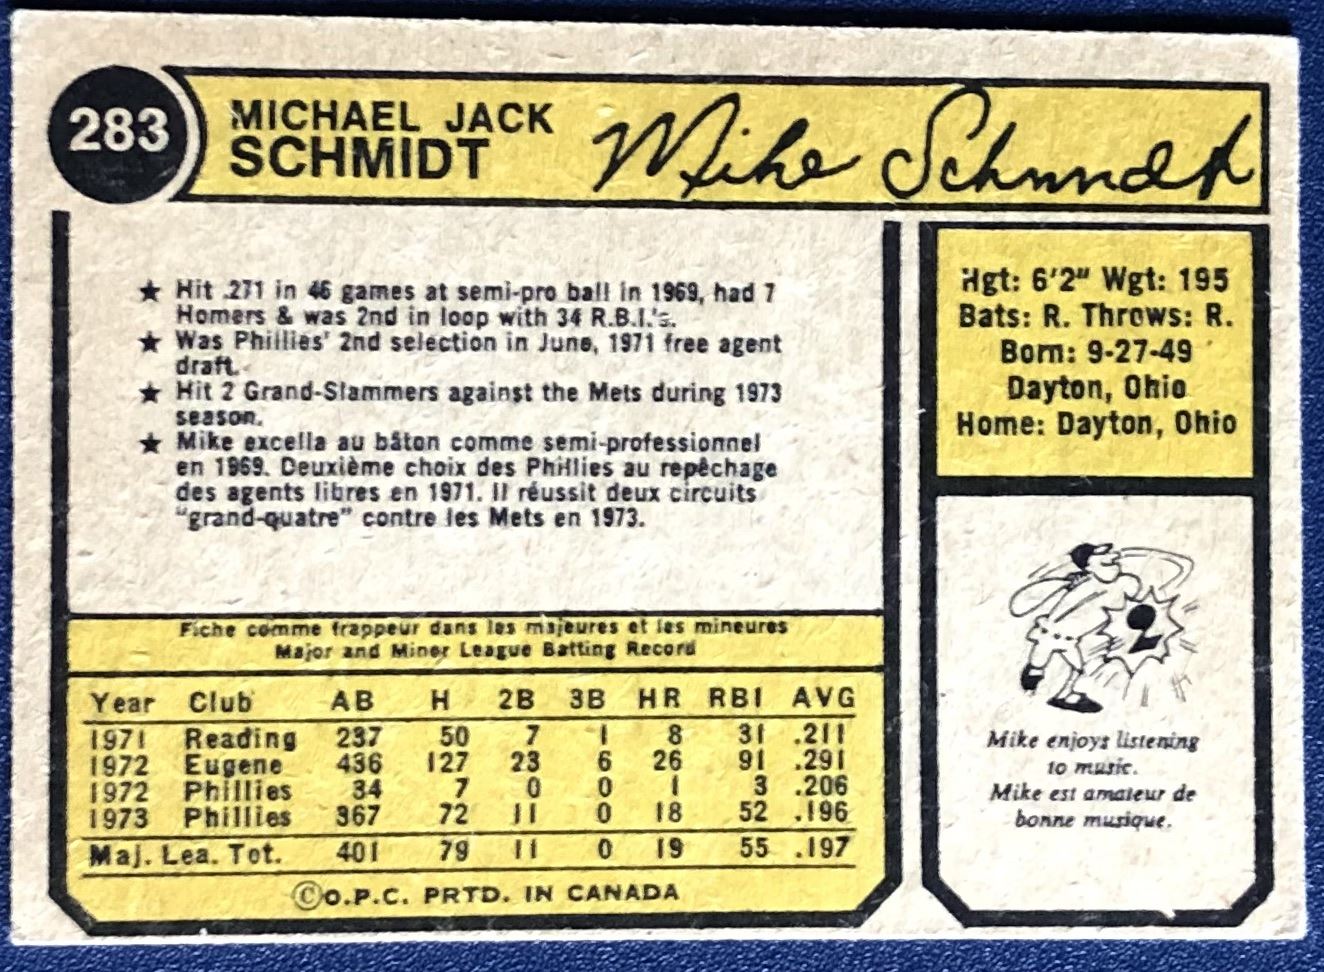 283
MICHAEL JACK
SCHMIDT
Mike Schmidt
★ Hit .271 in 46 games at semi-pro ball in 1969, had 7
Homers & was 2nd in loop with 34 R.B.I.'s.
★ Was Phillies' 2nd selection in June, 1971 free agent
draft.
★ Hit 2 Grand-Slammers against the Mets during 1973
season.
★ Mike excella au bâton comme semi-professionnel
en 1969. Deuxième choix des Phillies au repêchage
des agents libres en 1971. Il réussit deux circuits
"grand-quatre" contre les Mets en 1973.
Hgt: 6'2" Wgt: 195
Bats: R. Throws: R.
Born: 9-27-49
Dayton, Ohio
Home: Dayton, Ohio
2
Mike enjoys listening
to music.
Mike est amateur de
bonne musique.
Fiche comme frappeur dans les majeures et les mineures
Major and Minor League Batting Record
Year Club AB H 2B 3B HR RBI AVG
1971 Reading 237 50 7 1 8 31 .211
1972 Eugene 436 127 23 6 26 91 .291
1972 Phillies 34 7 0 0 1 3 .206
1973 Phillies 367 72 11 0 18 52 .196
Maj. Lea. Tot. 401 79 11 0 19 55 .197
©O.P.C. PRTD. IN CANADA